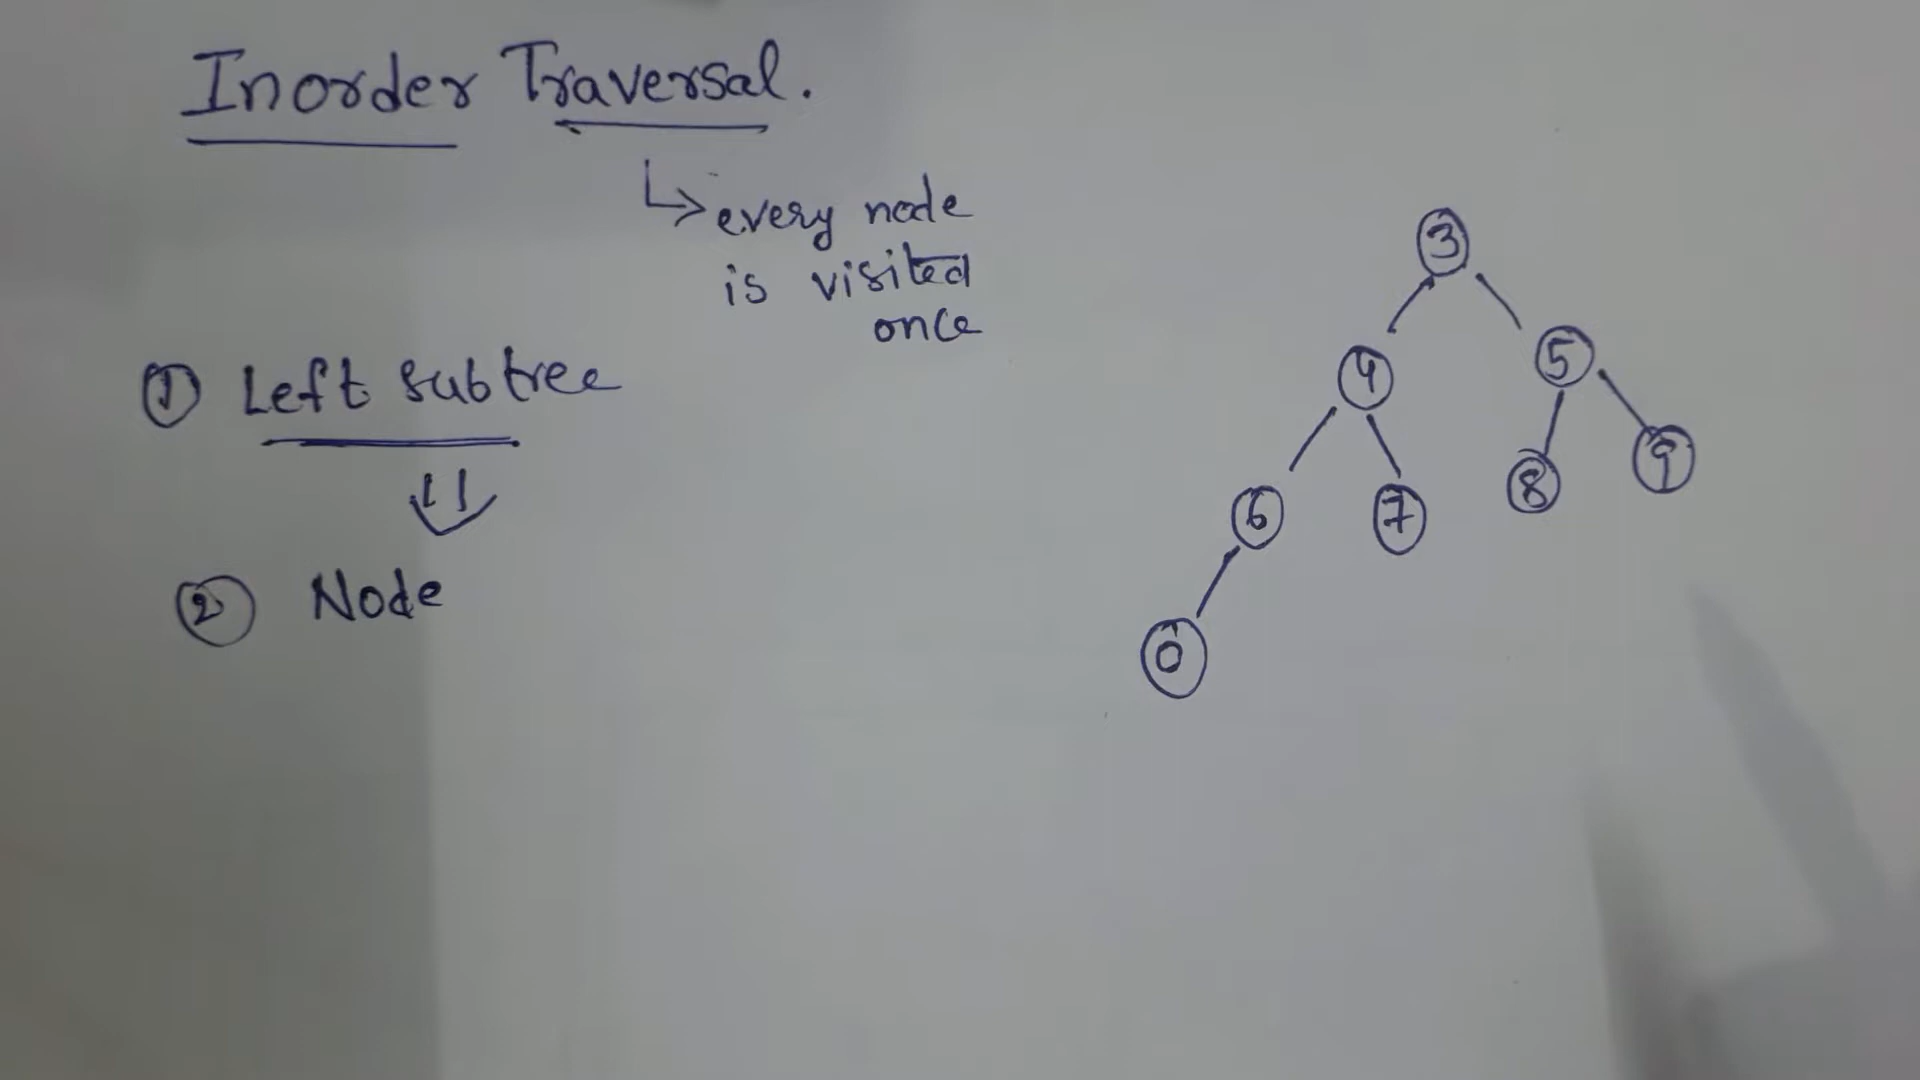 Inorder Traversal.
every node
is visited
once
① Left subtree
② Node
3
4
5
6
7
8
9
0